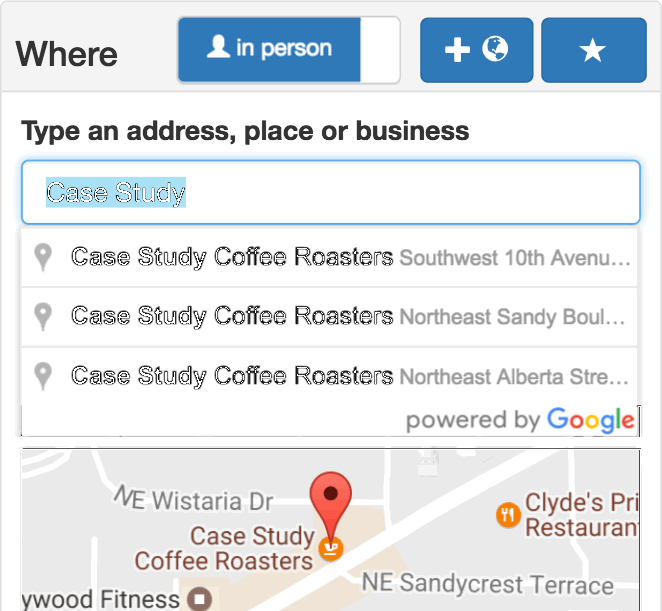 Where
in person
Type an address, place or business
Case Study
Case Study Coffee Roasters Southwest 10th Avenu...
Case Study Coffee Roasters Northeast Sandy Boul...
Case Study Coffee Roasters Northeast Alberta Stre...
powered by Google
NE Wistaria Dr
Clyde's Pri
Restauran
Case Study
Coffee Roasters
NE Sandycrest Terrace
ywood Fitness